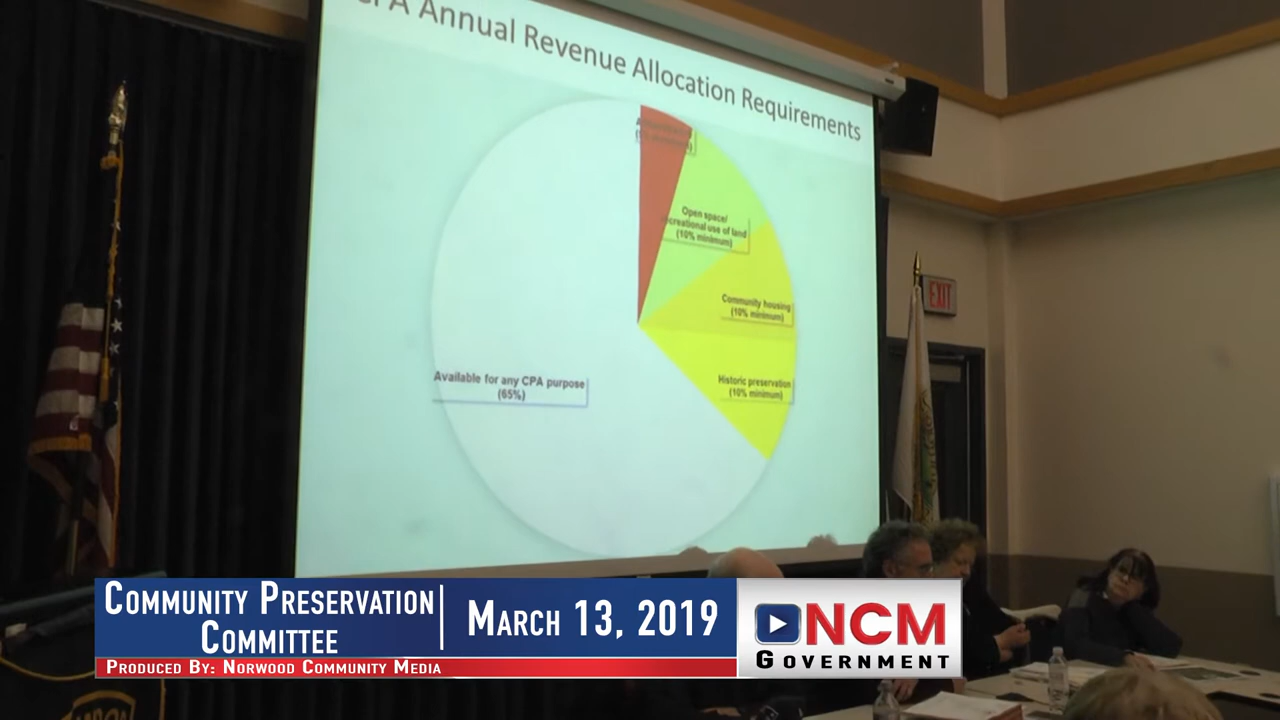 CPA Annual Revenue Allocation Requirements
Open space/
recreational use of land
(10% minimum)
Community housing
(10% minimum)
Historic preservation
(10% minimum)
Available for any CPA purpose
(65%)
EXIT
COMMUNITY PRESERVATION
COMMITTEE
MARCH 13, 2019
PRODUCED BY: NORWOOD COMMUNITY MEDIA
NCM
GOVERNMENT